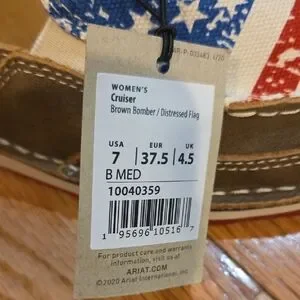 WOMEN'S
Cruiser
Brown Bomber / Distressed Flag
USA EUR UK
7 37.5 4.5
B MED
10040359
1 95696 10516 7
For product care and warranty
information, visit us at
ARIAT.COM
©2020 Ariat International, Inc.